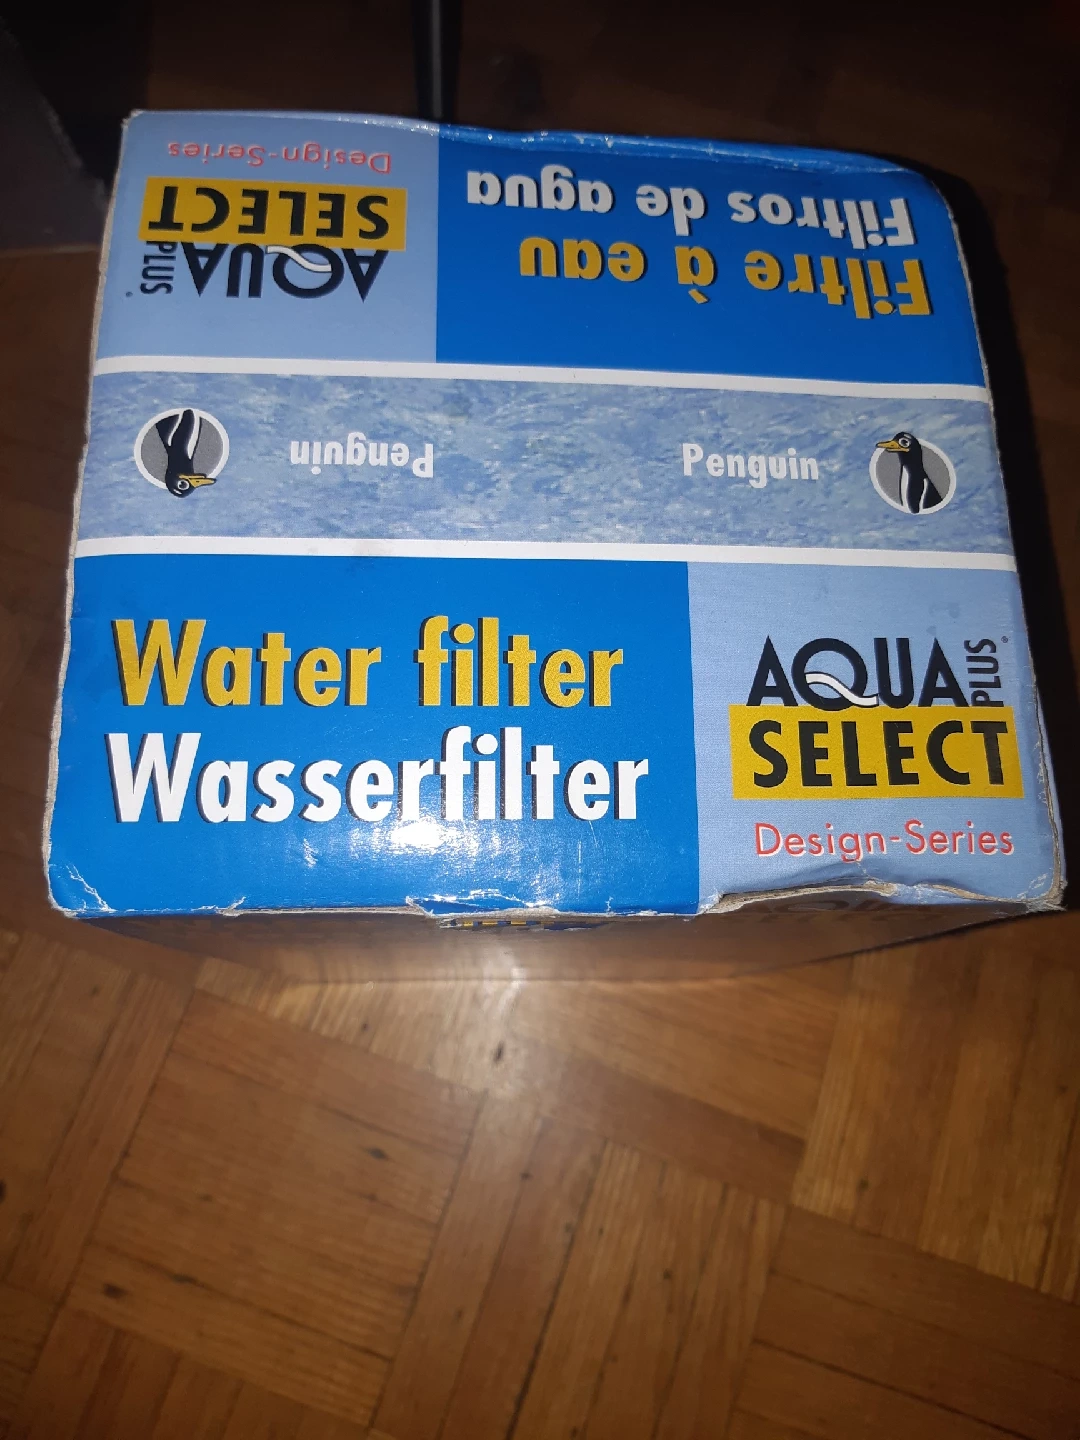 Design-Series
SELECT
AQUA PLUS
Filtros de agua
Filtre à eau
Penguin
Penguin
Water filter
Wasserfilter
AQUA PLUS®
SELECT
Design-Series